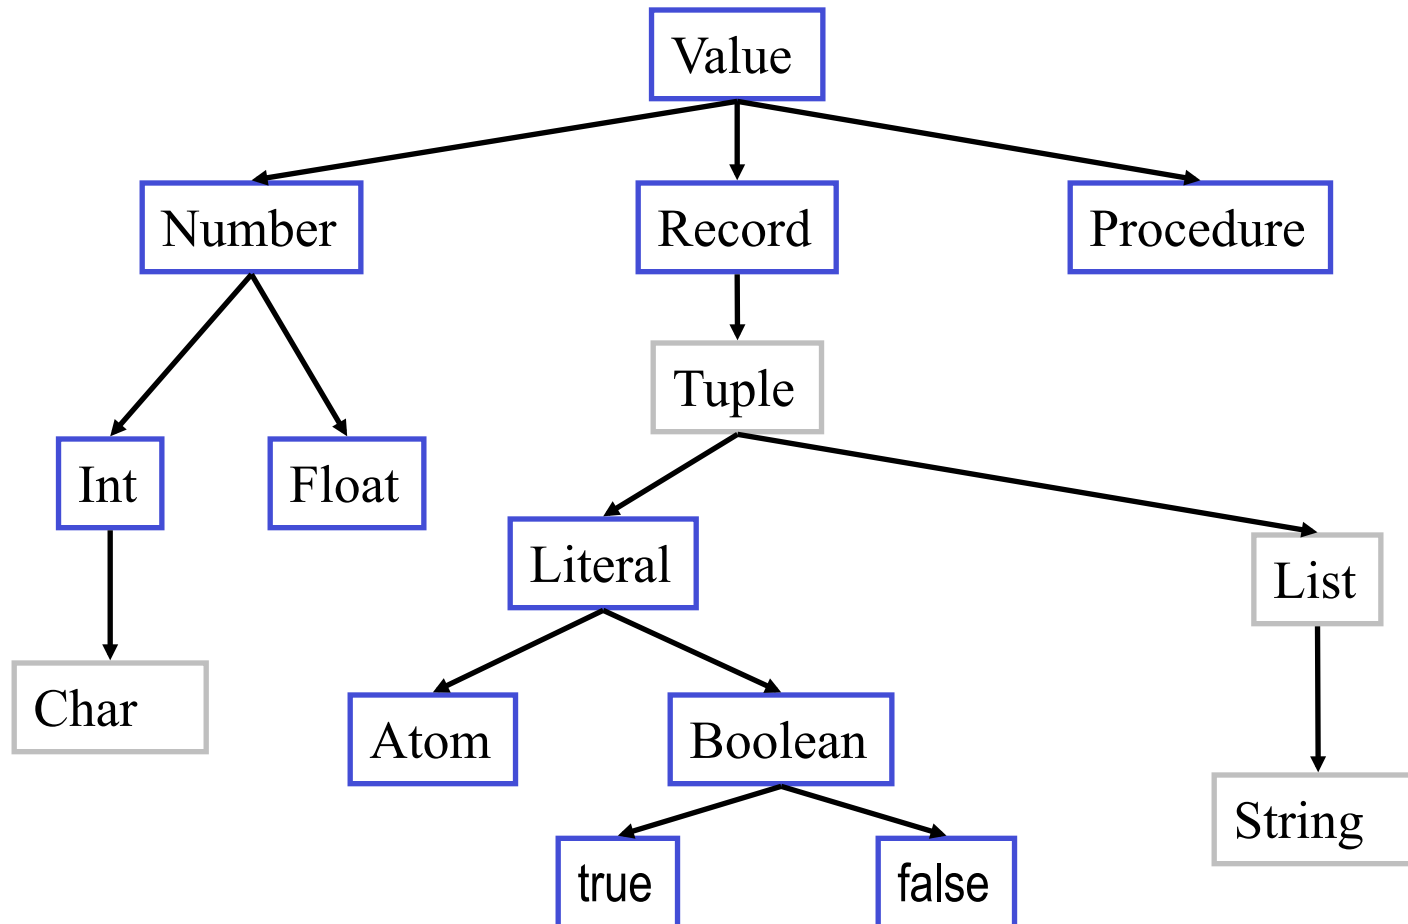 Value
Number
Record
Procedure
Tuple
Int
Float
Literal
List
Char
Atom
Boolean
String
true
false